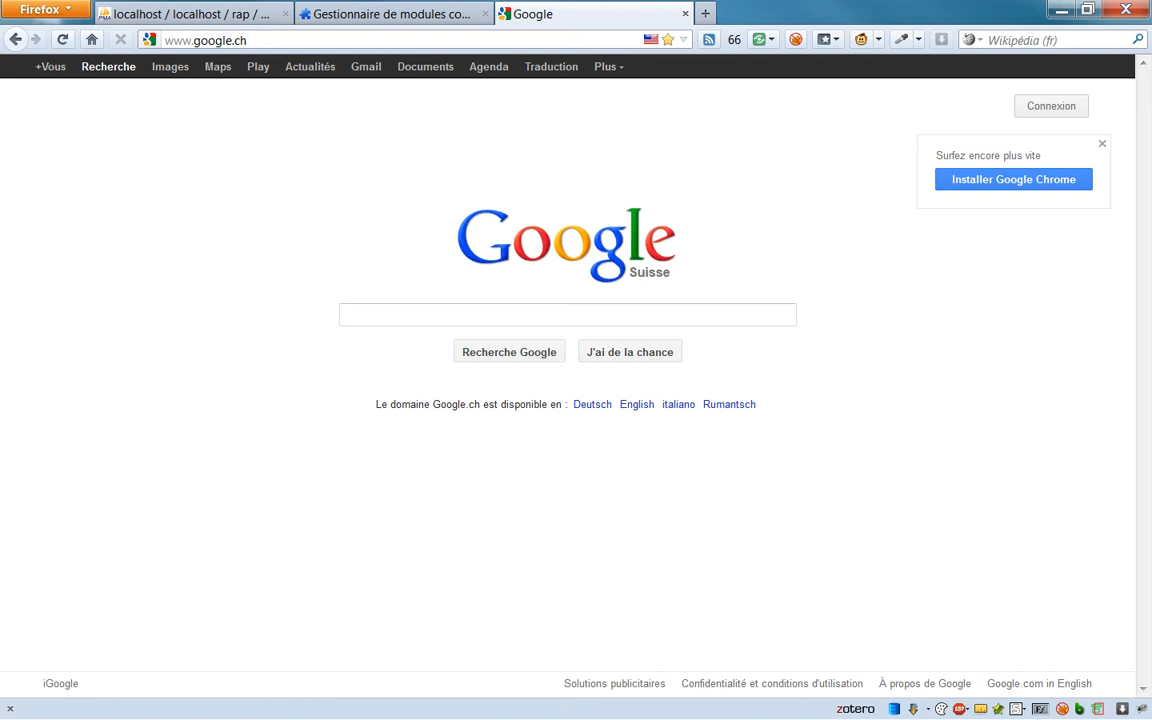 Firefox
localhost / localhost / rap / ...
Gestionnaire de modules co...
Google
www.google.ch
66
Wikipédia (fr)
+Vous Recherche Images Maps Play Actualités Gmail Documents Agenda Traduction Plus
Connexion
Surfez encore plus vite
Installer Google Chrome
Google
Suisse
Recherche Google J'ai de la chance
Le domaine Google.ch est disponible en : Deutsch English italiano Rumantsch
iGoogle Solutions publicitaires Confidentialité et conditions d'utilisation À propos de Google Google.com in English
zotero